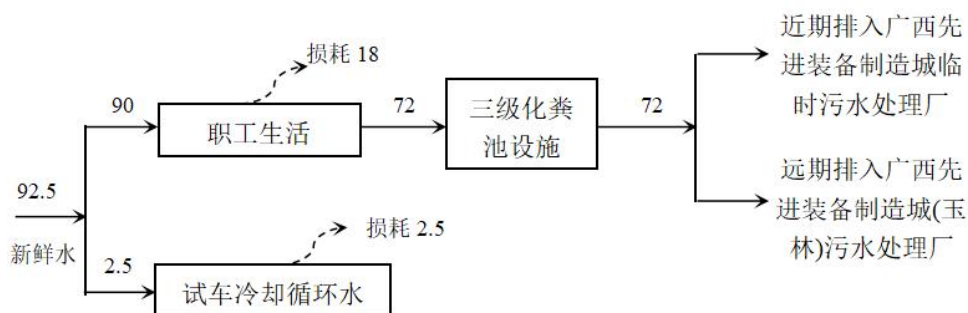 近期排入广西先
进装备制造城临
时污水处理厂
损耗 18
90
职工生活
72
三级化粪
池设施
72
92.5
新鲜水
远期排入广西先
进装备制造城(玉
林)污水处理厂
损耗 2.5
2.5
试车冷却循环水